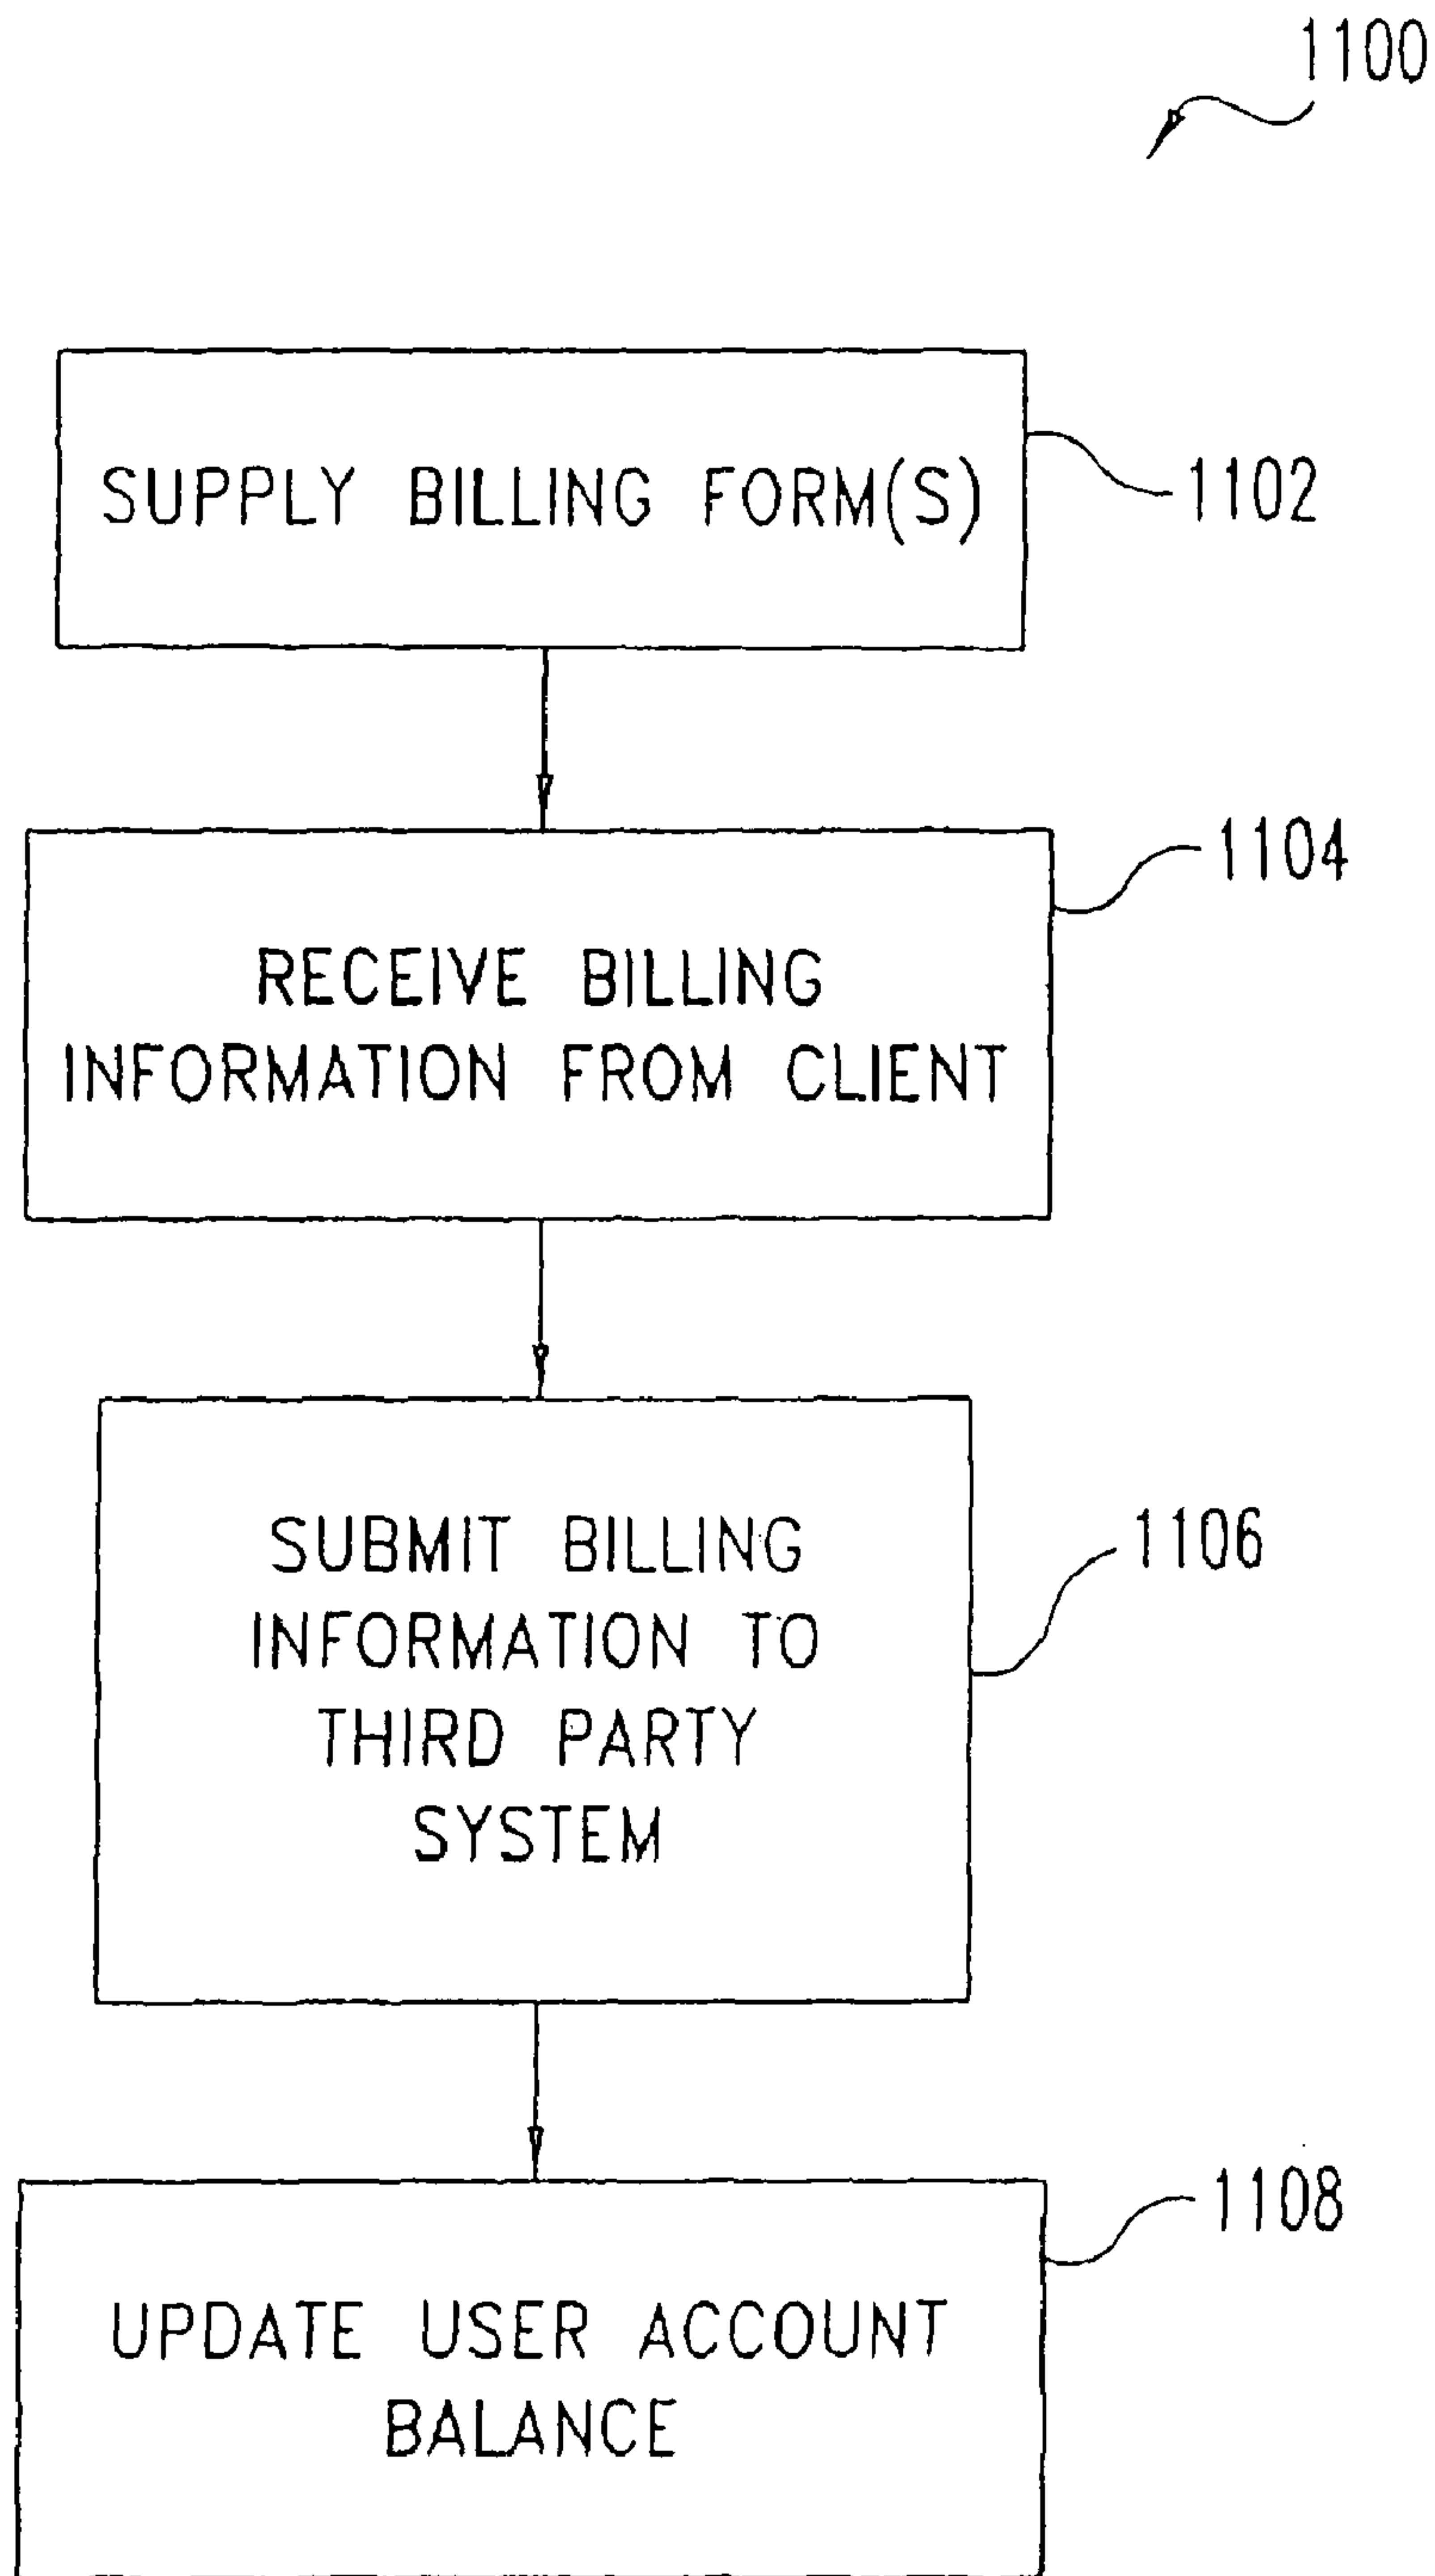 1100
SUPPLY BILLING FORM(S)
1102
1104
RECEIVE BILLING
INFORMATION FROM CLIENT
1106
SUBMIT BILLING
INFORMATION TO
THIRD PARTY
SYSTEM
1108
UPDATE USER ACCOUNT
BALANCE